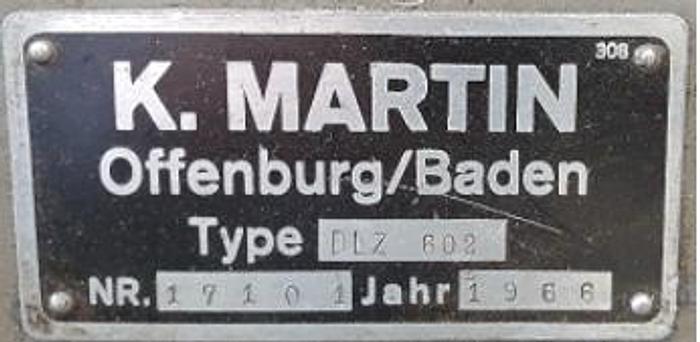 308
K. MARTIN
Offenburg/Baden
Type DLZ 602
NR. 17101 Jahr 1966